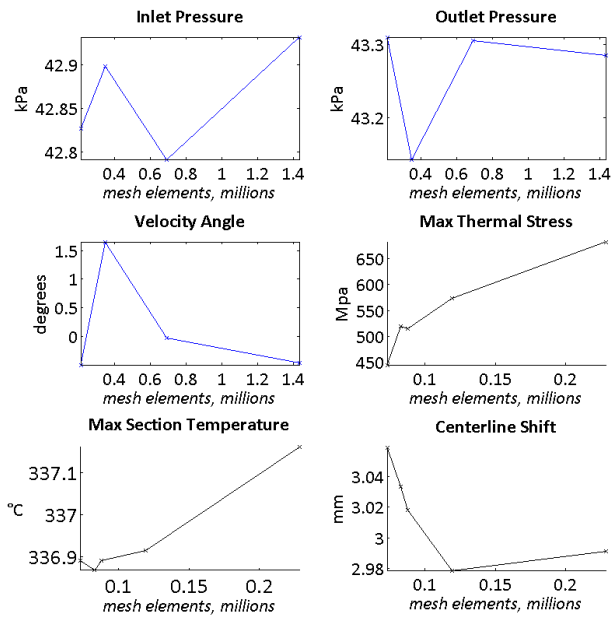 Inlet Pressure
42.9
42.85
42.8
kPa
0.4 0.6 0.8 1 1.2 1.4
mesh elements, millions
Outlet Pressure
43.3
43.2
kPa
0.4 0.6 0.8 1 1.2 1.4
mesh elements, millions
Velocity Angle
1.5
1
0.5
0
degrees
0.4 0.6 0.8 1 1.2 1.4
mesh elements, millions
Max Thermal Stress
650
600
550
500
450
Mpa
0.1 0.15 0.2
mesh elements, millions
Max Section Temperature
337.1
337
336.9
°C
0.1 0.15 0.2
mesh elements, millions
Centerline Shift
3.04
3.02
3
2.98
mm
0.1 0.15 0.2
mesh elements, millions